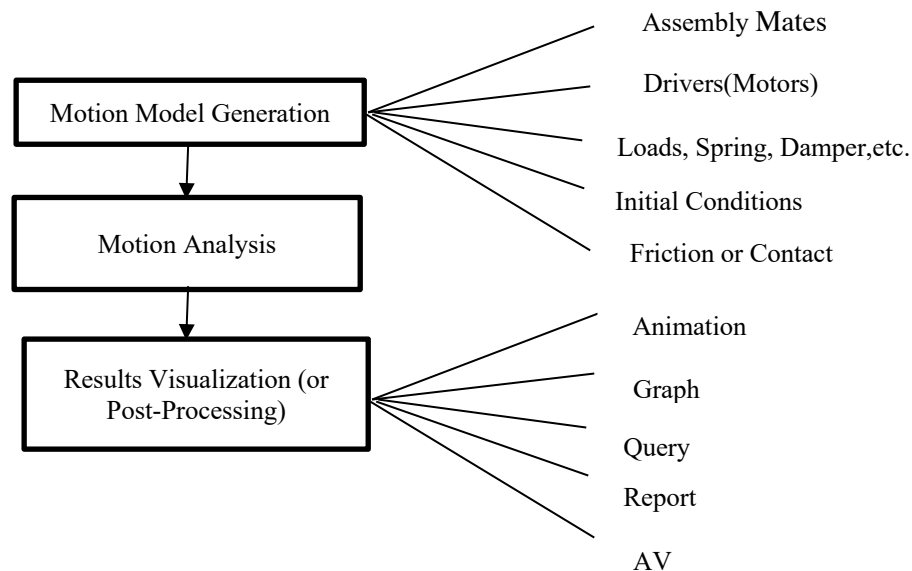 Assembly Mates
Motion Model Generation
Drivers(Motors)
Loads, Spring, Damper,etc.
Initial Conditions
Friction or Contact
Motion Analysis
Results Visualization (or
Post-Processing)
Animation
Graph
Query
Report
AV